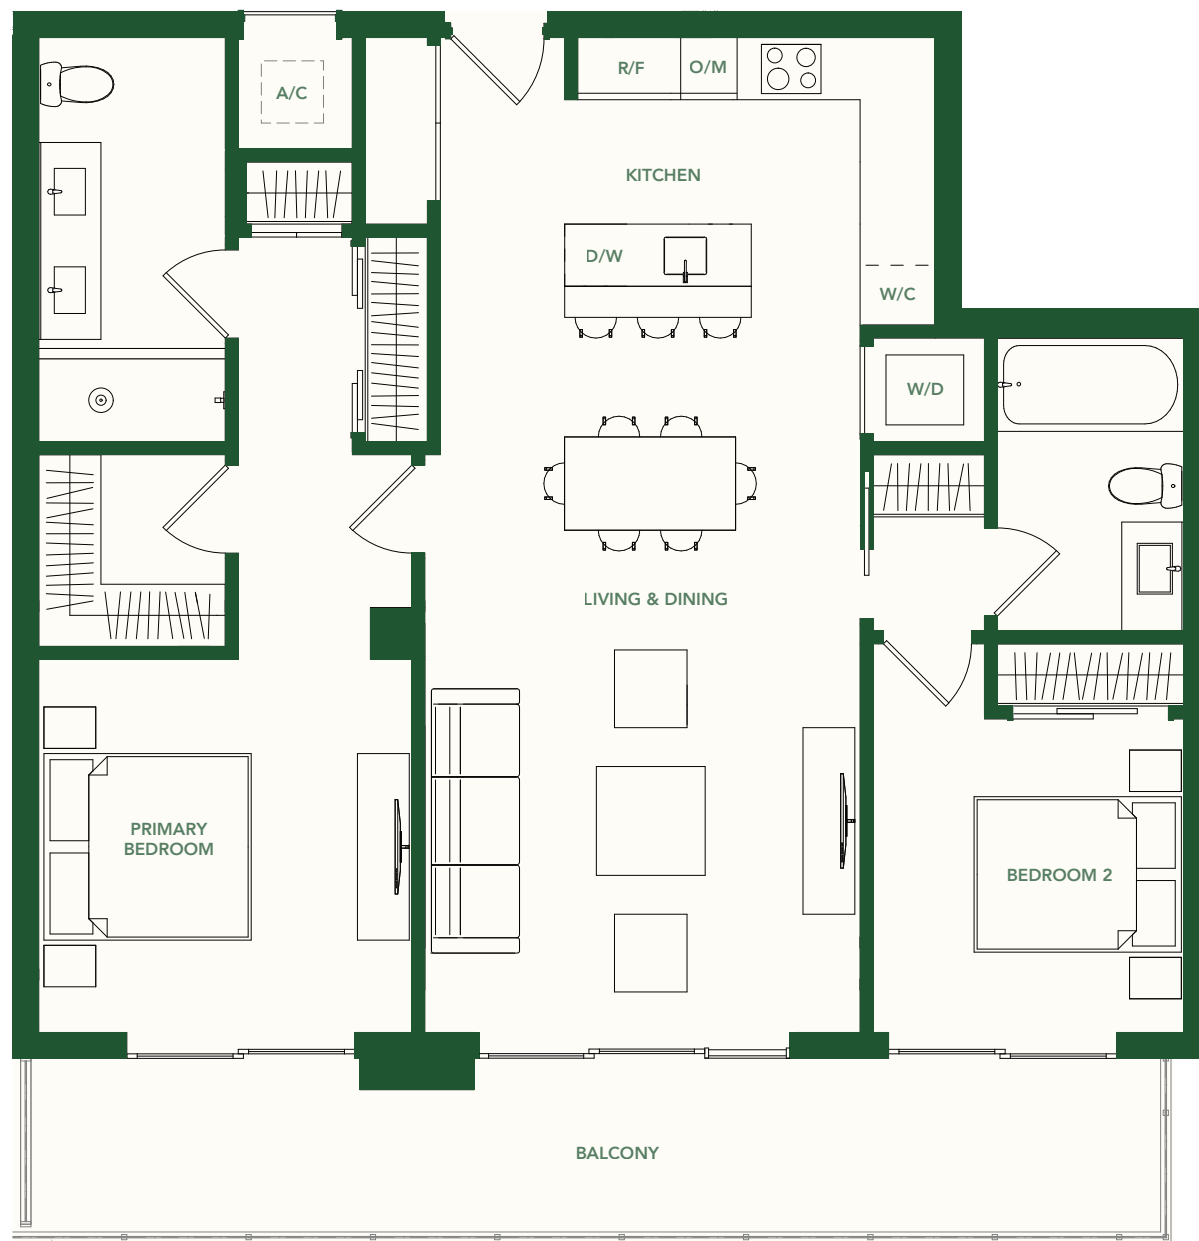 R/F
O/M
A/C
KITCHEN
D/W
W/C
W/D
LIVING & DINING
PRIMARY
BEDROOM
BEDROOM 2
BALCONY